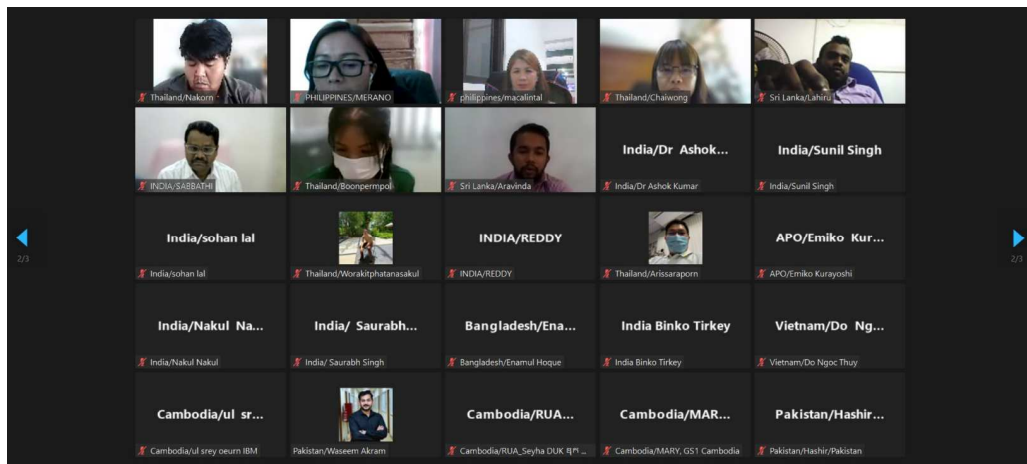 Thailand/Nakorn
PHILIPPINES/MERANO
philippines/macalintal
Thailand/Chaiwong
Sri Lanka/Lahiru
INDIA/SABBATHI
Thailand/Boonpermpol
Sri Lanka/Aravinda
India/Dr Ashok...
India/Dr Ashok Kumar
India/Sunil Singh
India/Sunil Singh
2/3
India/sohan lal
India/sohan lal
Thailand/Worakitphatanasakul
INDIA/REDDY
INDIA/REDDY
Thailand/Arissaraporn
APO/Emiko Kur...
APO/Emiko Kurayoshi
2/3
India/Nakul Na...
India/Nakul Nakul
India/ Saurabh...
India/ Saurabh Singh
Bangladesh/Ena...
Bangladesh/Enamul Hoque
India Binko Tirkey
India Binko Tirkey
Vietnam/Do Ng...
Vietnam/Do Ngoc Thuy
Cambodia/ul sr...
Cambodia/ul srey oeurn IBM
Pakistan/Waseem Akram
Cambodia/RUA...
Cambodia/RUA_Seyha DUK
Cambodia/MAR...
Cambodia/MARY, GS1 Cambodia
Pakistan/Hashir...
Pakistan/Hashir/Pakistan